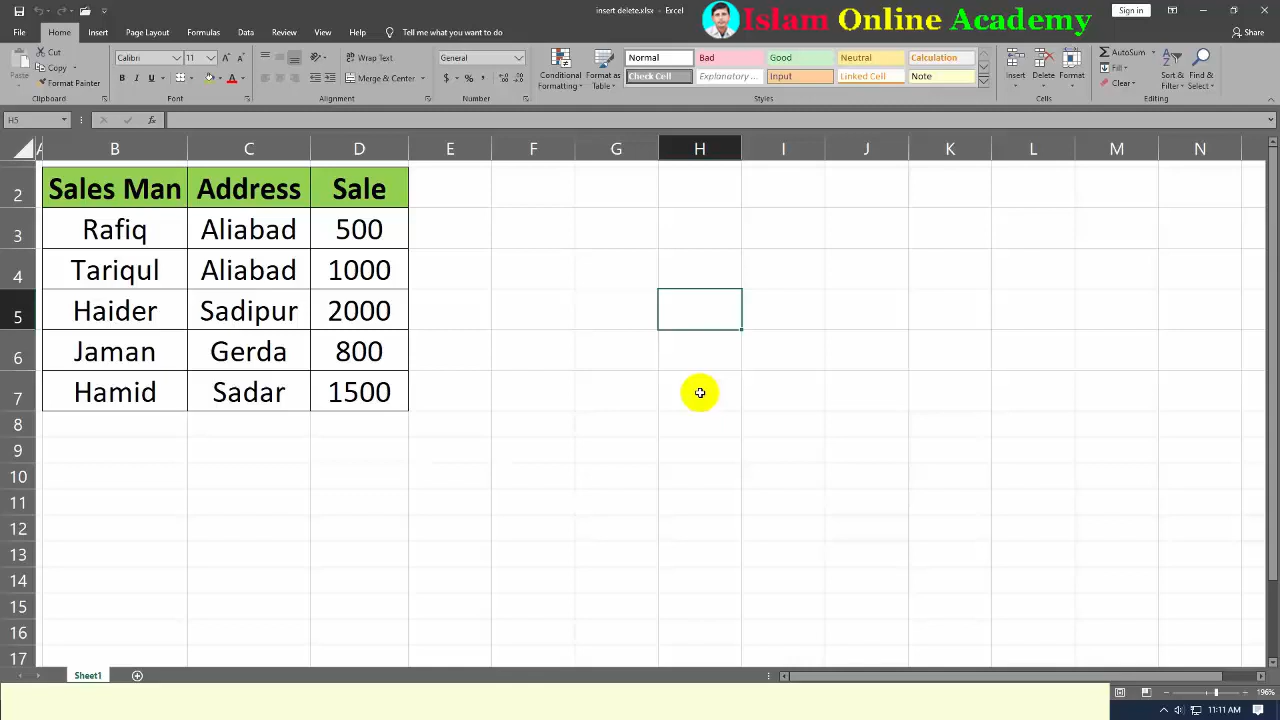 insert delete.xlsx - Excel
Islam Online Academy
Sign in
File Home Insert Page Layout Formulas Data Review View Help Tell me what you want to do
Share
Paste
Cut
Copy
Format Painter
Clipboard
Calibri 11
B I U
Font
Wrap Text
Merge & Center
Alignment
General
$ % ,
Number
Conditional Formatting
Format as Table
Normal Bad Good Neutral Calculation
Check Cell Explanatory ... Input Linked Cell Note
Styles
Insert Delete Format
Cells
AutoSum
Fill
Clear
Sort & Filter
Find & Select
Editing
H5
fx
A B C D E F G H I J K L M N
2 Sales Man Address Sale
3 Rafiq Aliabad 500
4 Tariqul Aliabad 1000
5 Haider Sadipur 2000
6 Jaman Gerda 800
7 Hamid Sadar 1500
8
9
10
11
12
13
14
15
16
17
Sheet1
196%
11:11 AM